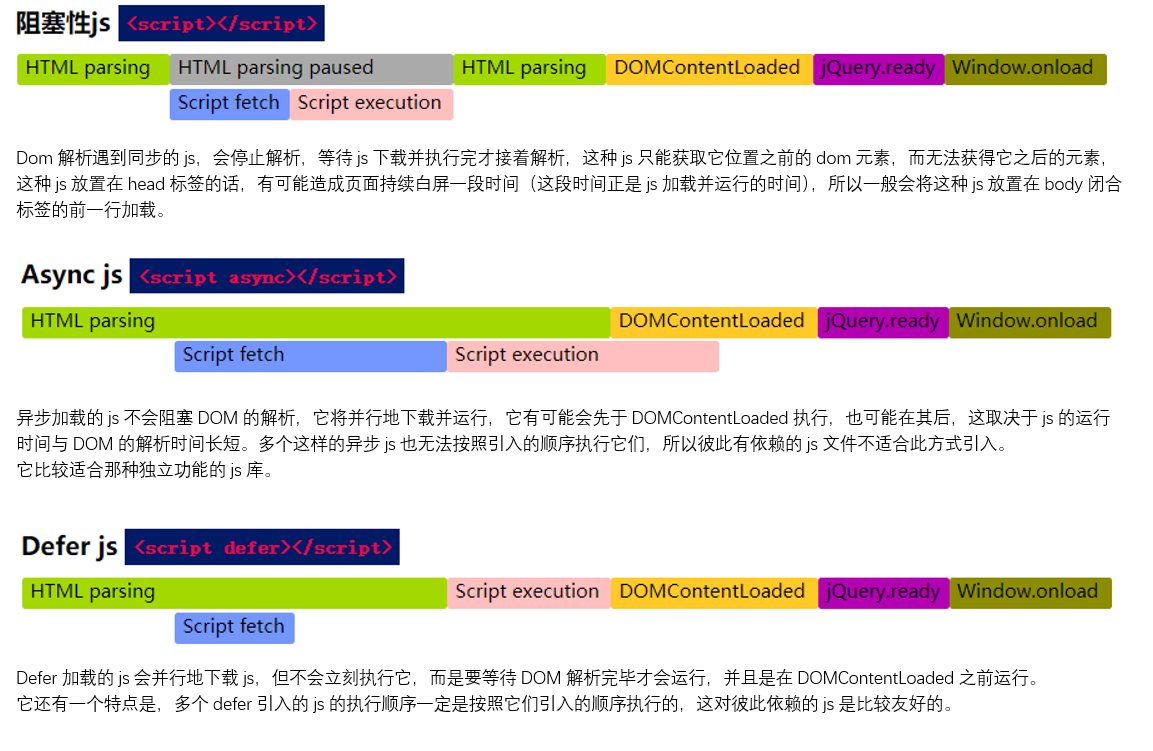 阻塞性js <script></script>
HTML parsing HTML parsing paused HTML parsing DOMContentLoaded jQuery.ready Window.onload
Script fetch Script execution
Dom 解析遇到同步的 js，会停止解析，等待 js 下载并执行完才接着解析，这种 js 只能获取它位置之前的 dom 元素，而无法获得它之后的元素，
这种 js 放置在 head 标签的话，有可能造成页面持续白屏一段时间（这段时间正是 js 加载并运行的时间），所以一般会将这种 js 放置在 body 闭合
标签的前一行加载。
Async js <script async></script>
HTML parsing DOMContentLoaded jQuery.ready Window.onload
Script fetch Script execution
异步加载的 js 不会阻塞 DOM 的解析，它将并行地下载并运行，它有可能会先于 DOMContentLoaded 执行，也可能在其后，这取决于 js 的运行
时间与 DOM 的解析时间长短。多个这样的异步 js 也无法按照引入的顺序执行它们，所以彼此有依赖的 js 文件不适合此方式引入。
它比较适合那种独立功能的 js 库。
Defer js <script defer></script>
HTML parsing Script execution DOMContentLoaded jQuery.ready Window.onload
Script fetch
Defer 加载的 js 会并行地下载 js，但不会立刻执行它，而是要等待 DOM 解析完毕才会运行，并且是在 DOMContentLoaded 之前运行。
它还有一个特点是，多个 defer 引入的 js 的执行顺序一定是按照它们引入的顺序执行的，这对彼此依赖的 js 是比较友好的。